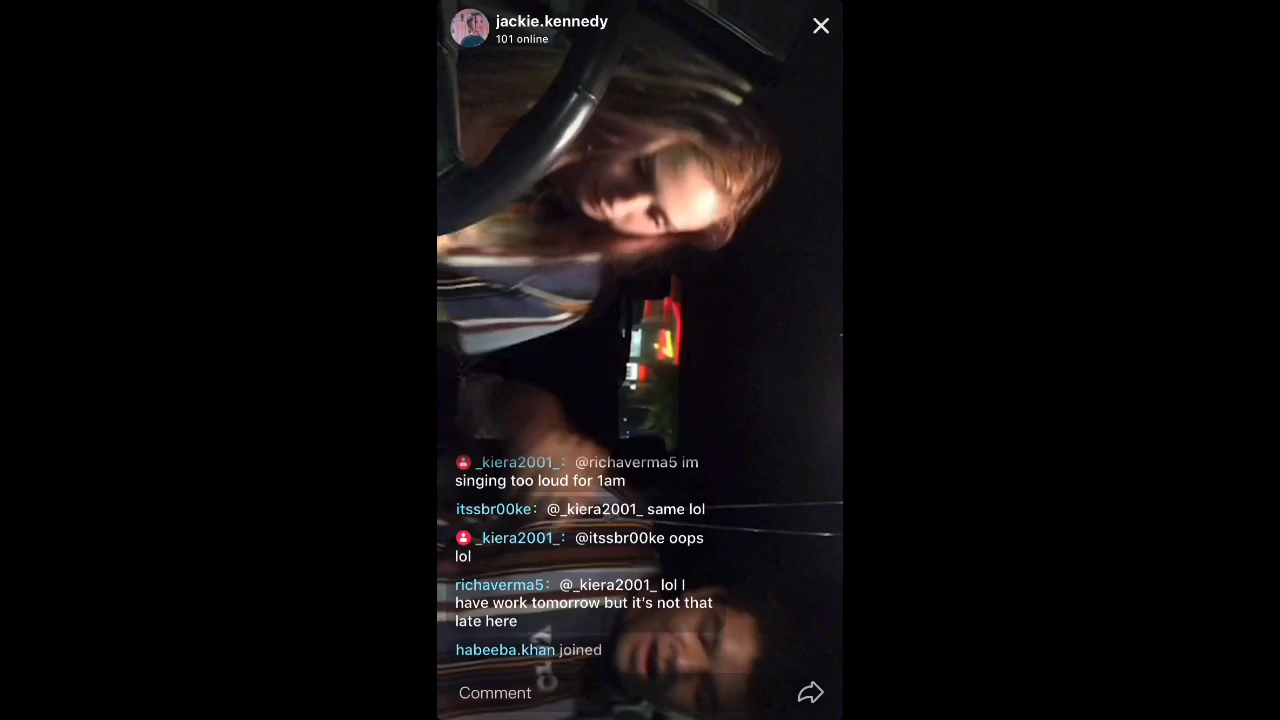 jackie.kennedy
101 online
_kiera2001_: @richaverma5 im
singing too loud for 1am
itssbr00ke: @_kiera2001_ same lol
_kiera2001_: @itssbr00ke oops
lol
richaverma5: @_kiera2001_ lol I
have work tomorrow but it's not that
late here
habeeba.khan joined
Comment